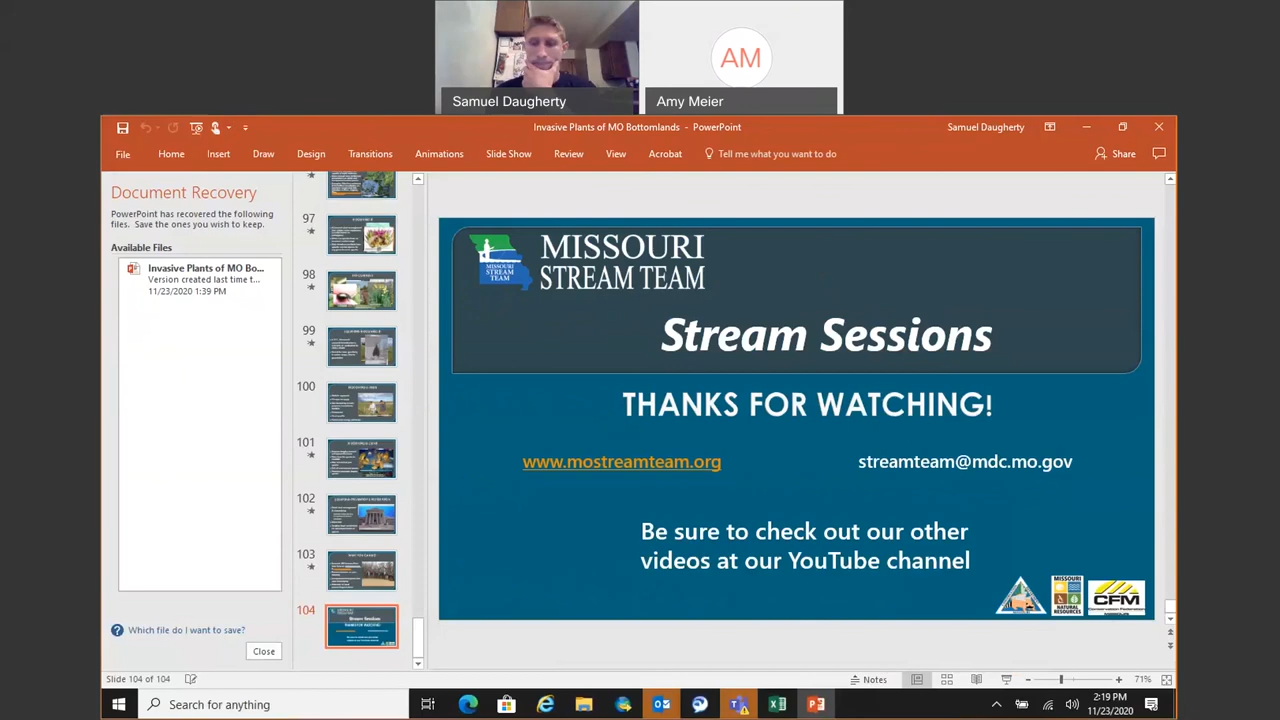 AM
Samuel Daugherty
Amy Meier
Invasive Plants of MO Bottomlands - PowerPoint
Samuel Daugherty
File Home Insert Draw Design Transitions Animations Slide Show Review View Acrobat Tell me what you want to do Share
Document Recovery
PowerPoint has recovered the following
files. Save the ones you wish to keep.
Available Files
Invasive Plants of MO Bo...
Version created last time t...
11/23/2020 1:39 PM
Which file do I want to save?
Close
97
98
99
100
101
102
103
104
MISSOURI
STREAM TEAM
MISSOURI
STREAM
TEAM
Stream Sessions
THANKS FOR WATCHING!
www.mostreamteam.org
streamteam@mdc.mo.gov
Be sure to check out our other
videos at our YouTube channel
MISSOURI
NATURAL
RESOURCES
CFM
Slide 104 of 104
Notes
71%
Search for anything
2:19 PM
11/23/2020